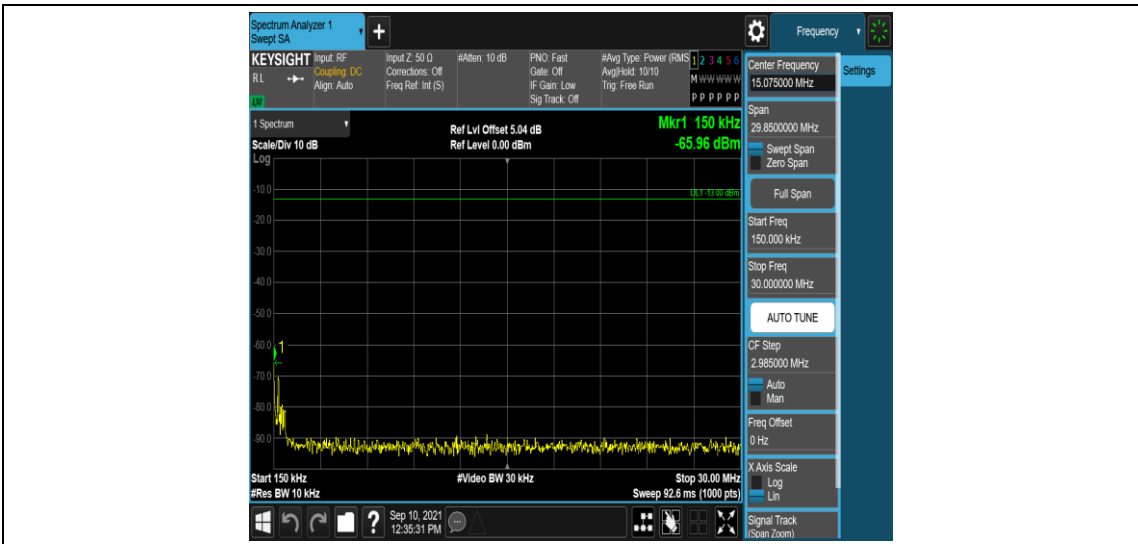 Spectrum Analyzer 1
Swept SA
Frequency
KEYSIGHT
RL
LXI
Input: RF
Coupling: DC
Align: Auto
Input Z: 50 Ω
Corrections: Off
Freq Ref: Int (S)
#Atten: 10 dB
PNO: Fast
Gate: Off
IF Gain: Low
Sig Track: Off
#Avg Type: Power (RMS
Avg|Hold: 10/10
Trig: Free Run
1 2 3 4 5 6
M W W W W W
P P P P P P
Center Frequency
15.075000 MHz
Settings
Span
29.8500000 MHz
Swept Span
Zero Span
Full Span
Start Freq
150.000 kHz
Stop Freq
30.000000 MHz
AUTO TUNE
CF Step
2.985000 MHz
Auto
Man
Freq Offset
0 Hz
X Axis Scale
Log
Lin
Signal Track
(Span Zoom)
1 Spectrum
Scale/Div 10 dB
Log
Ref Lvl Offset 5.04 dB
Ref Level 0.00 dBm
Mkr1 150 kHz
-65.96 dBm
DL1 -13.00 dBm
-10.0
-20.0
-30.0
-40.0
-50.0
-60.0
1
-70.0
-80.0
-90.0
Start 150 kHz
#Video BW 30 kHz
Stop 30.00 MHz
#Res BW 10 kHz
Sweep 92.6 ms (1000 pts)
?
Sep 10, 2021
12:35:31 PM